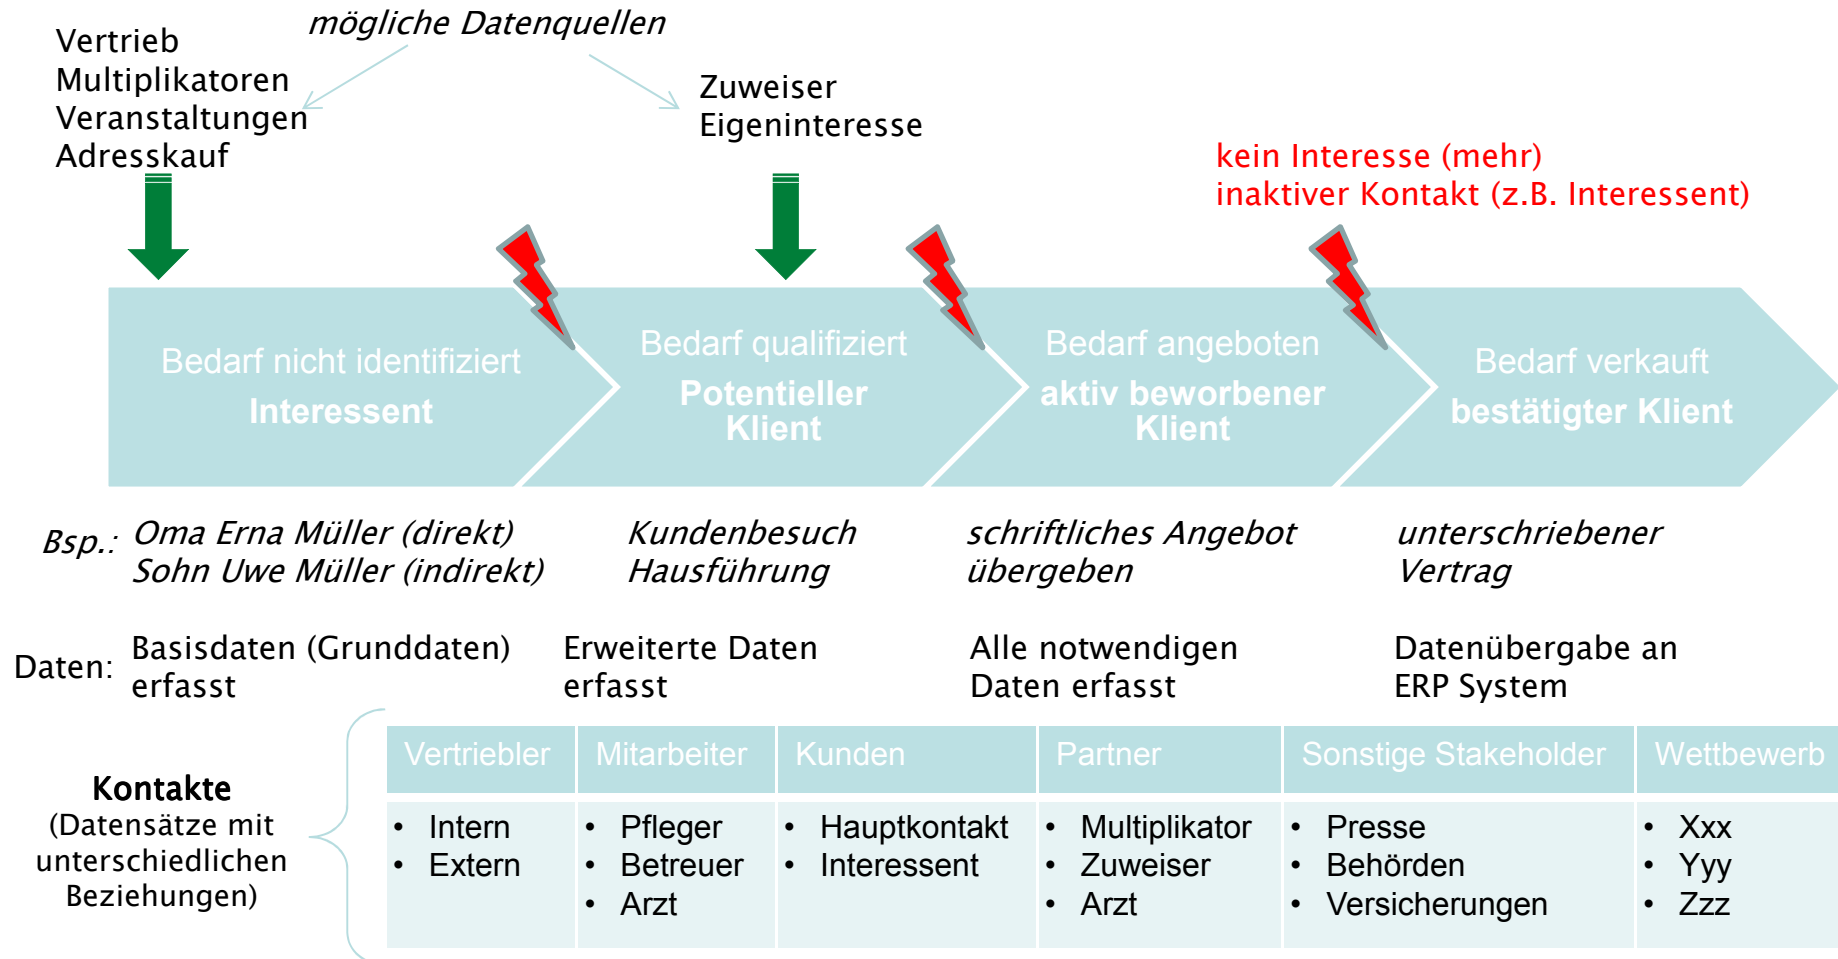 mögliche Datenquellen
Vertrieb
Multiplikatoren
Veranstaltungen
Adresskauf
Zuweiser
Eigeninteresse
kein Interesse (mehr)
inaktiver Kontakt (z.B. Interessent)
Bedarf nicht identifiziert
Interessent
Bedarf qualifiziert
Potentieller
Klient
Bedarf angeboten
aktiv beworbener
Klient
Bedarf verkauft
bestätigter Klient
Bsp.:
Oma Erna Müller (direkt)
Sohn Uwe Müller (indirekt)
Kundenbesuch
Hausführung
schriftliches Angebot
übergeben
unterschriebener
Vertrag
Daten:
Basisdaten (Grunddaten)
erfasst
Erweiterte Daten
erfasst
Alle notwendigen
Daten erfasst
Datenübergabe an
ERP System
Kontakte
(Datensätze mit
unterschiedlichen
Beziehungen)
Vertriebler
• Intern
• Extern
Mitarbeiter
• Pfleger
• Betreuer
• Arzt
Kunden
• Hauptkontakt
• Interessent
Partner
• Multiplikator
• Zuweiser
• Arzt
Sonstige Stakeholder
• Presse
• Behörden
• Versicherungen
Wettbewerb
• Xxx
• Yyy
• Zzz